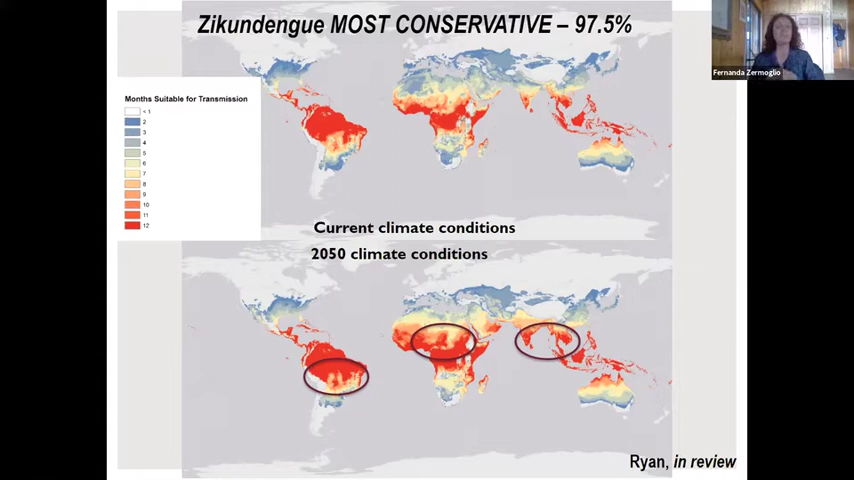 Zikundengue MOST CONSERVATIVE – 97.5%
Fernanda Zermoglio
Months Suitable for Transmission
< 1
2
3
4
5
6
7
8
9
10
11
12
Current climate conditions
2050 climate conditions
Ryan, in review